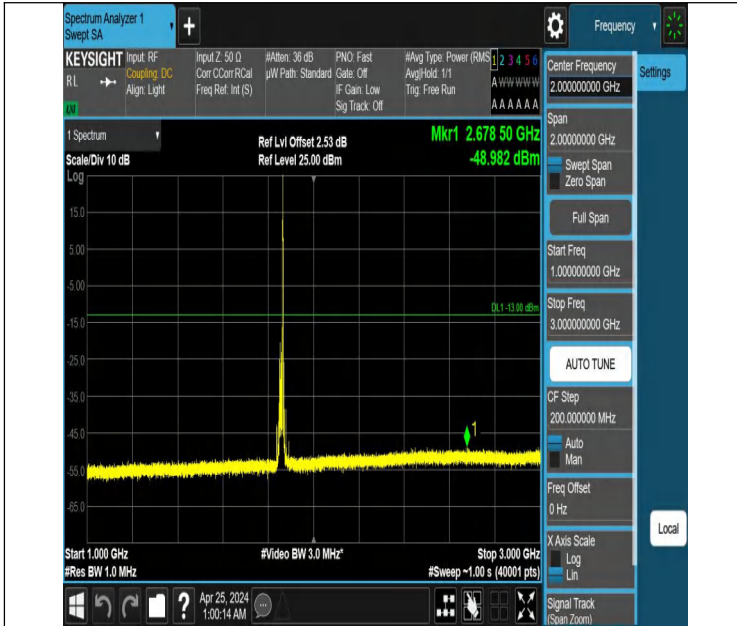 Spectrum Analyzer 1
Swept SA
+
Frequency
KEYSIGHT
RL
Input: RF
Coupling: DC
Align: Light
Input Z: 50 Ω
Corr CCorr RCal
Freq Ref: Int (S)
#Atten: 36 dB
µW Path: Standard
PNO: Fast
Gate: Off
IF Gain: Low
Sig Track: Off
#Avg Type: Power (RMS
Avg|Hold: 1/1
Trig: Free Run
1 2 3 4 5 6
A W W W W W
A A A A A A
1 Spectrum
Scale/Div 10 dB
Log
Ref Lvl Offset 2.53 dB
Ref Level 25.00 dBm
Mkr1 2.678 50 GHz
-48.982 dBm
15.0
5.00
-5.00
DL1 -13.00 dBm
-15.0
-25.0
-35.0
-45.0
1
-55.0
-65.0
Start 1.000 GHz
#Res BW 1.0 MHz
#Video BW 3.0 MHz*
Stop 3.000 GHz
#Sweep ~1.00 s (40001 pts)
Apr 25, 2024
1:00:14 AM
?
Center Frequency
2.000000000 GHz
Settings
Span
2.00000000 GHz
Swept Span
Zero Span
Full Span
Start Freq
1.000000000 GHz
Stop Freq
3.000000000 GHz
AUTO TUNE
CF Step
200.000000 MHz
Auto
Man
Freq Offset
0 Hz
X Axis Scale
Log
Lin
Local
Signal Track
(Span Zoom)